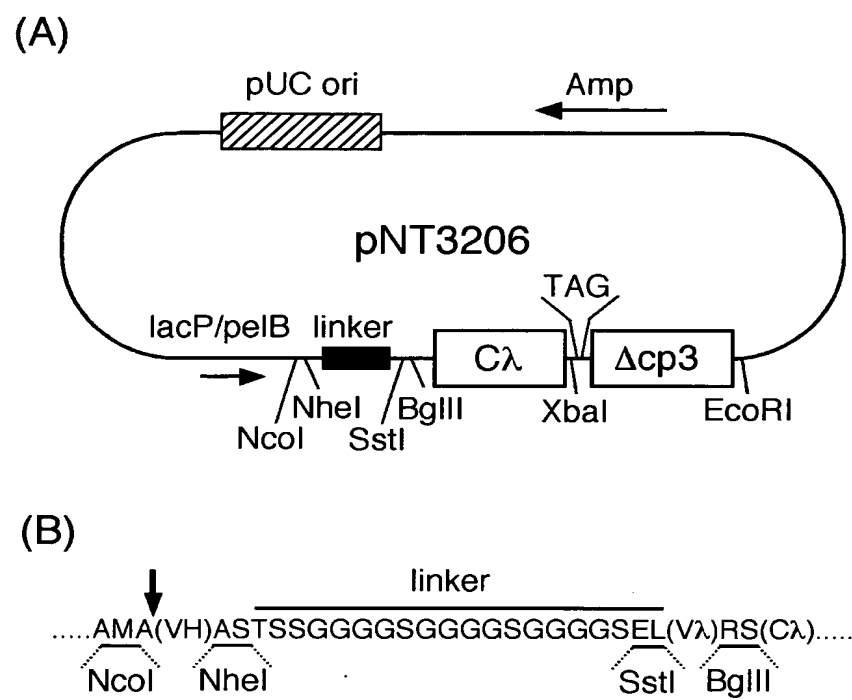 (A)
pUC ori
Amp
pNT3206
TAG
lacP/pelB
linker
Cλ
Δcp3
NcoI
NheI
SstI
BglII
XbaI
EcoRI
(B)
linker
.....AMA(VH)ASTSSGGGGSGGGGSGGGGSEL(Vλ)RS(Cλ).....
NcoI
NheI
SstI
BglII